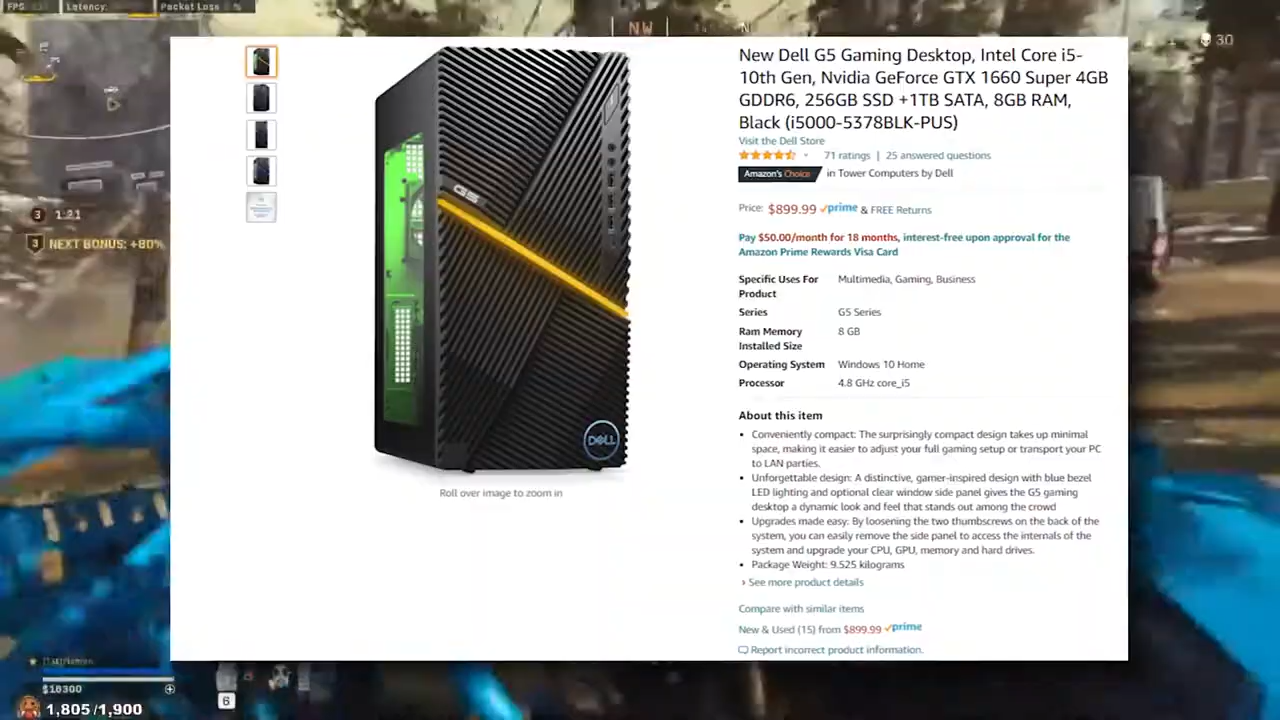 FPS
Latency:
Packet Loss
%
NW
N
30
3 1:21
3 NEXT BONUS: +80%
G5
DELL
Roll over image to zoom in
New Dell G5 Gaming Desktop, Intel Core i5-
10th Gen, Nvidia GeForce GTX 1660 Super 4GB
GDDR6, 256GB SSD +1TB SATA, 8GB RAM,
Black (i5000-5378BLK-PUS)
Visit the Dell Store
71 ratings | 25 answered questions
Amazon's Choice in Tower Computers by Dell
Price: $899.99 prime & FREE Returns
Pay $50.00/month for 18 months, interest-free upon approval for the
Amazon Prime Rewards Visa Card
Specific Uses For Multimedia, Gaming, Business
Product
Series G5 Series
Ram Memory 8 GB
Installed Size
Operating System Windows 10 Home
Processor 4.8 GHz core_i5
About this item
• Conveniently compact: The surprisingly compact design takes up minimal
space, making it easier to adjust your full gaming setup or transport your PC
to LAN parties.
• Unforgettable design: A distinctive, gamer-inspired design with blue bezel
LED lighting and optional clear window side panel gives the G5 gaming
desktop a dynamic look and feel that stands out among the crowd
• Upgrades made easy: By loosening the two thumbscrews on the back of the
system, you can easily remove the side panel to access the internals of the
system and upgrade your CPU, GPU, memory and hard drives.
• Package Weight: 9.525 kilograms
› See more product details
Compare with similar items
New & Used (15) from $899.99 prime
Report incorrect product information.
$10300
1,805 /1,900
6